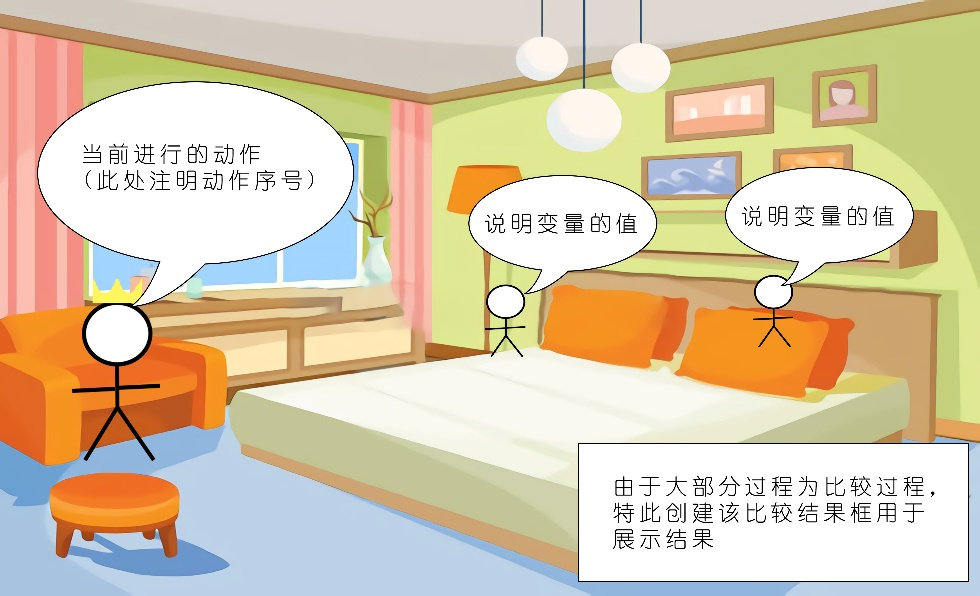 当前进行的动作
（此处注明动作序号）
说明变量的值
说明变量的值
由于大部分过程为比较过程，
特此创建该比较结果框用于
展示结果